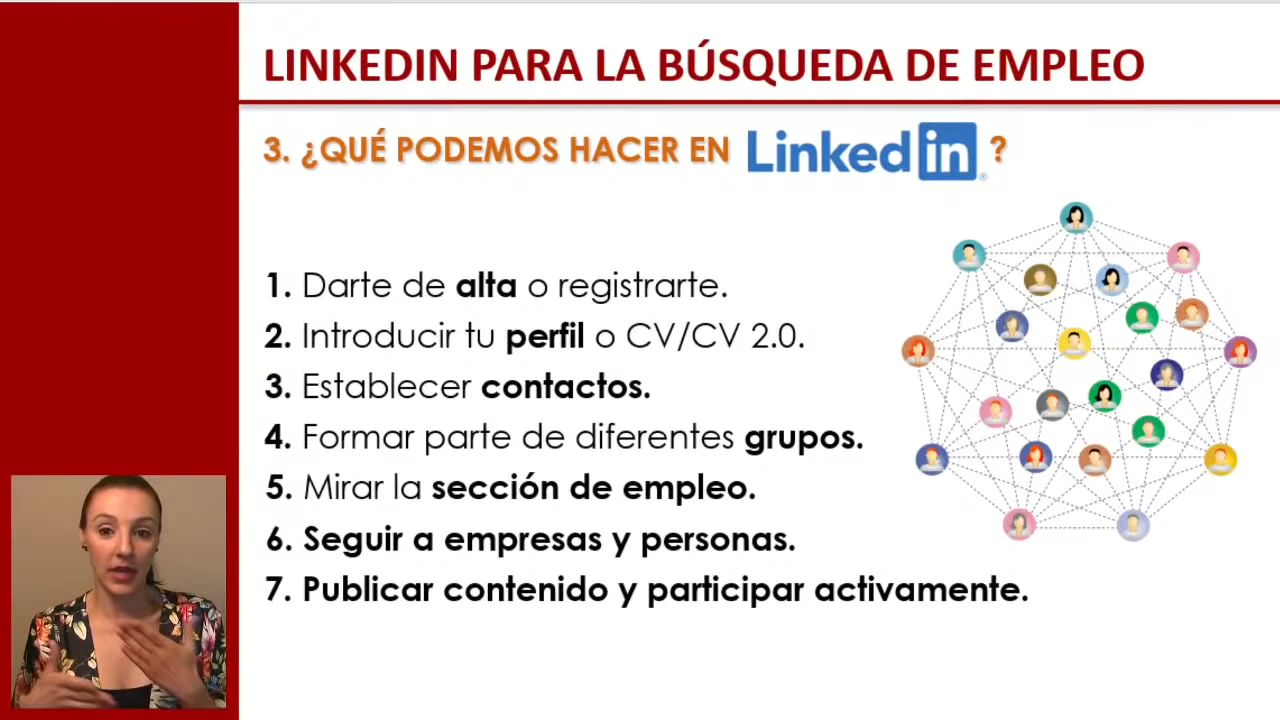 LINKEDIN PARA LA BÚSQUEDA DE EMPLEO
3. ¿QUÉ PODEMOS HACER EN Linkedin® ?
1. Darte de alta o registrarte.
2. Introducir tu perfil o CV/CV 2.0.
3. Establecer contactos.
4. Formar parte de diferentes grupos.
5. Mirar la sección de empleo.
6. Seguir a empresas y personas.
7. Publicar contenido y participar activamente.